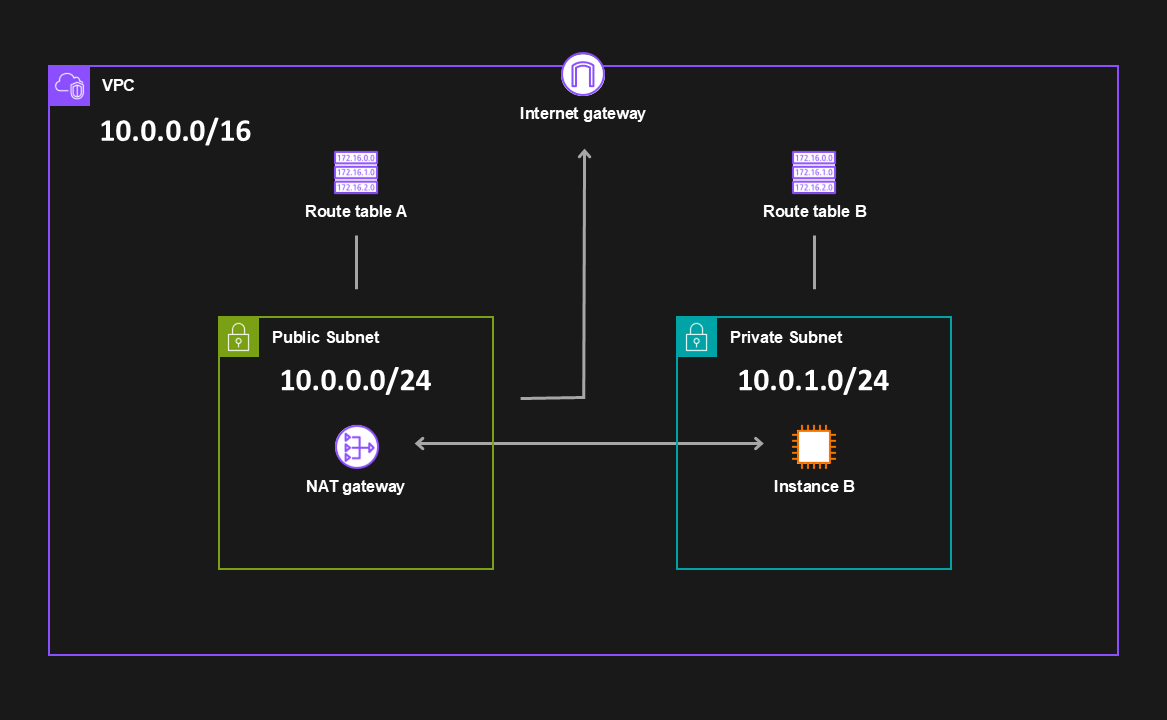 VPC
10.0.0.0/16
Internet gateway
172.16.0.0
172.16.1.0
172.16.2.0
Route table A
172.16.0.0
172.16.1.0
172.16.2.0
Route table B
Public Subnet
10.0.0.0/24
NAT gateway
Private Subnet
10.0.1.0/24
Instance B